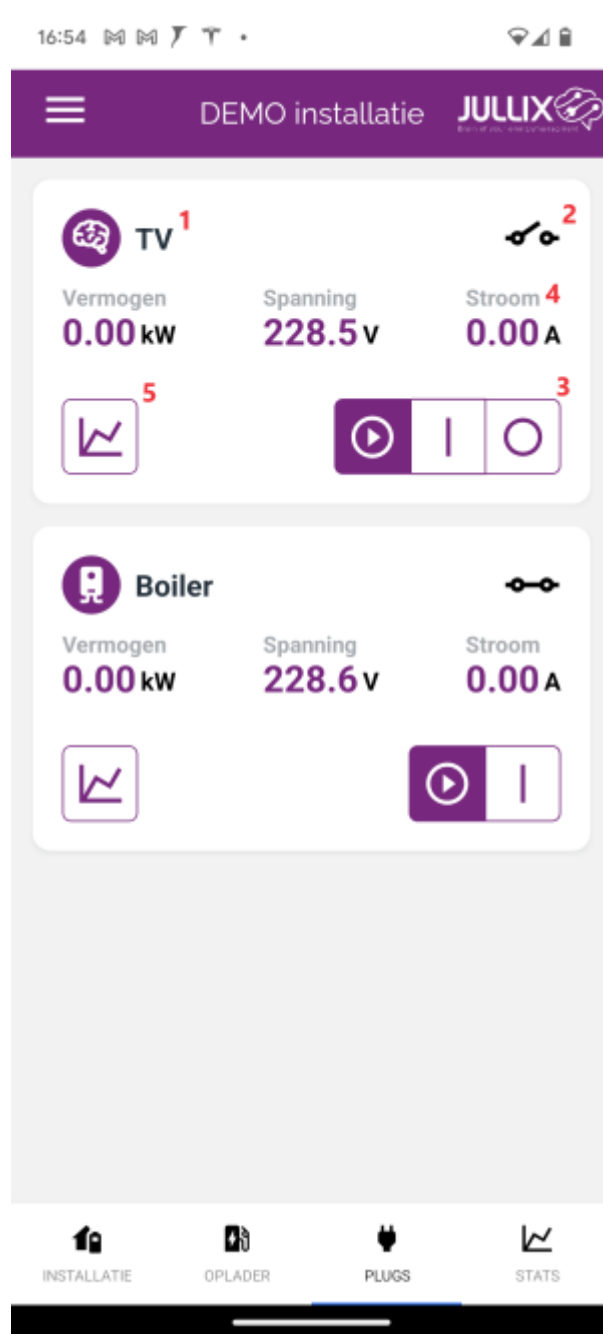 16:54
DEMO installatie JULLIX
TV 1 2
Vermogen Spanning Stroom 4
0.00 kW 228.5 V 0.00 A
5 3
Boiler
Vermogen Spanning Stroom
0.00 kW 228.6 V 0.00 A
INSTALLATIE OPLADER PLUGS STATS